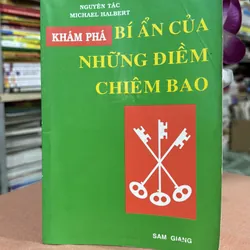 NGUYÊN TÁC
MICHAEL HALBERT
KHÁM PHÁ BÍ ẨN CỦA
NHỮNG ĐIỀM
CHIÊM BAO
SAM GIANG